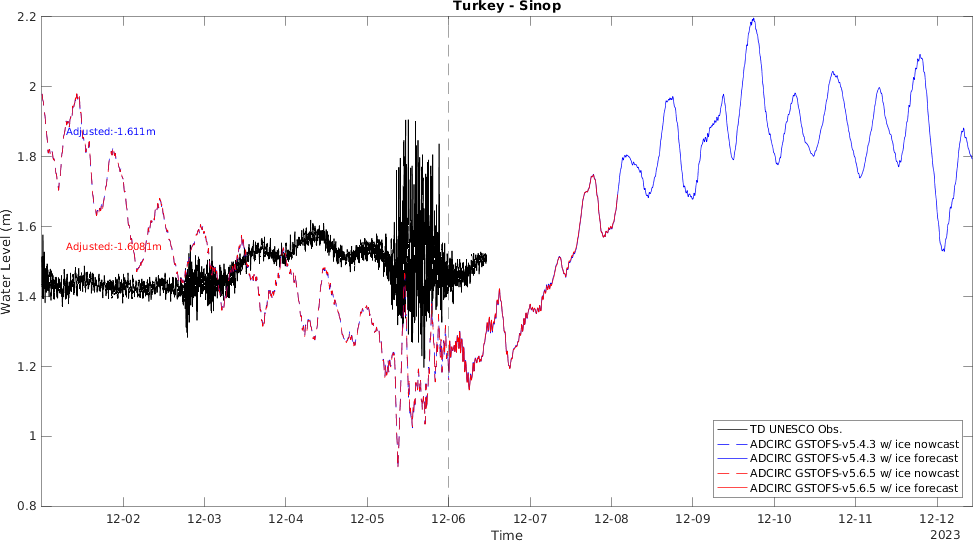 Turkey - Sinop
2.2
2
1.8
1.6
1.4
1.2
1
0.8
Water Level (m)
Adjusted:-1.611m
Adjusted:-1.6081m
12-02
12-03
12-04
12-05
12-06
12-07
12-08
12-09
12-10
12-11
12-12
2023
Time
TD UNESCO Obs.
ADCIRC GSTOFS-v5.4.3 w/ ice nowcast
ADCIRC GSTOFS-v5.4.3 w/ ice forecast
ADCIRC GSTOFS-v5.6.5 w/ ice nowcast
ADCIRC GSTOFS-v5.6.5 w/ ice forecast